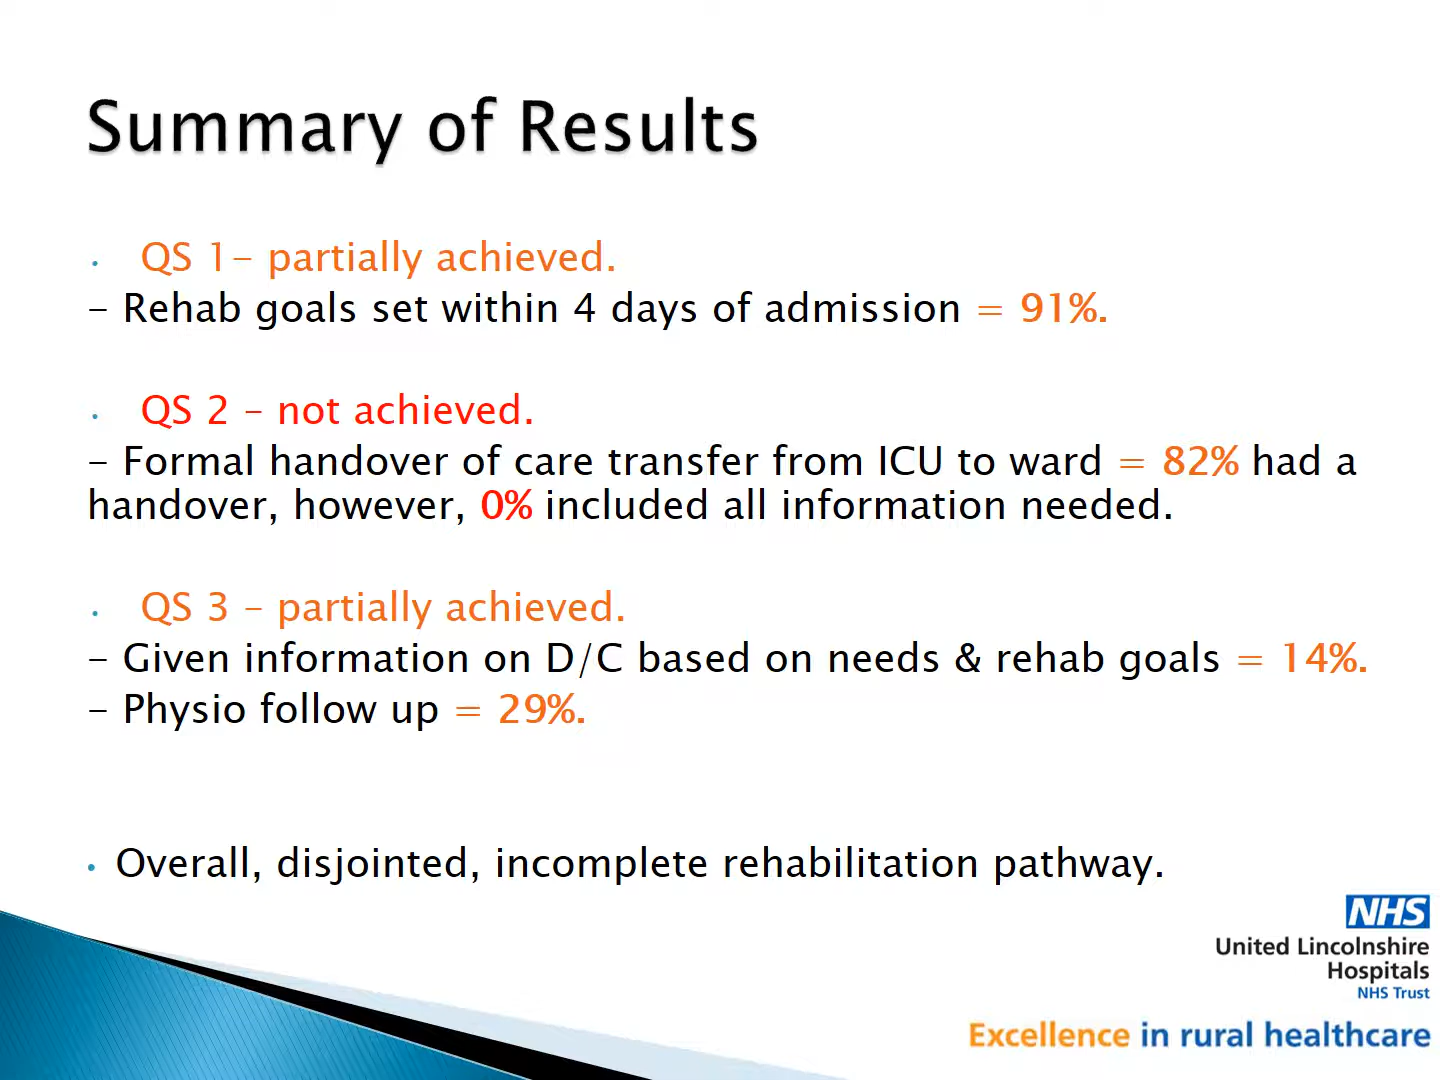 Summary of Results
• QS 1- partially achieved.
- Rehab goals set within 4 days of admission = 91%.
• QS 2 - not achieved.
- Formal handover of care transfer from ICU to ward = 82% had a
handover, however, 0% included all information needed.
• QS 3 - partially achieved.
- Given information on D/C based on needs & rehab goals = 14%.
- Physio follow up = 29%.
• Overall, disjointed, incomplete rehabilitation pathway.
NHS
United Lincolnshire
Hospitals
NHS Trust
Excellence in rural healthcare